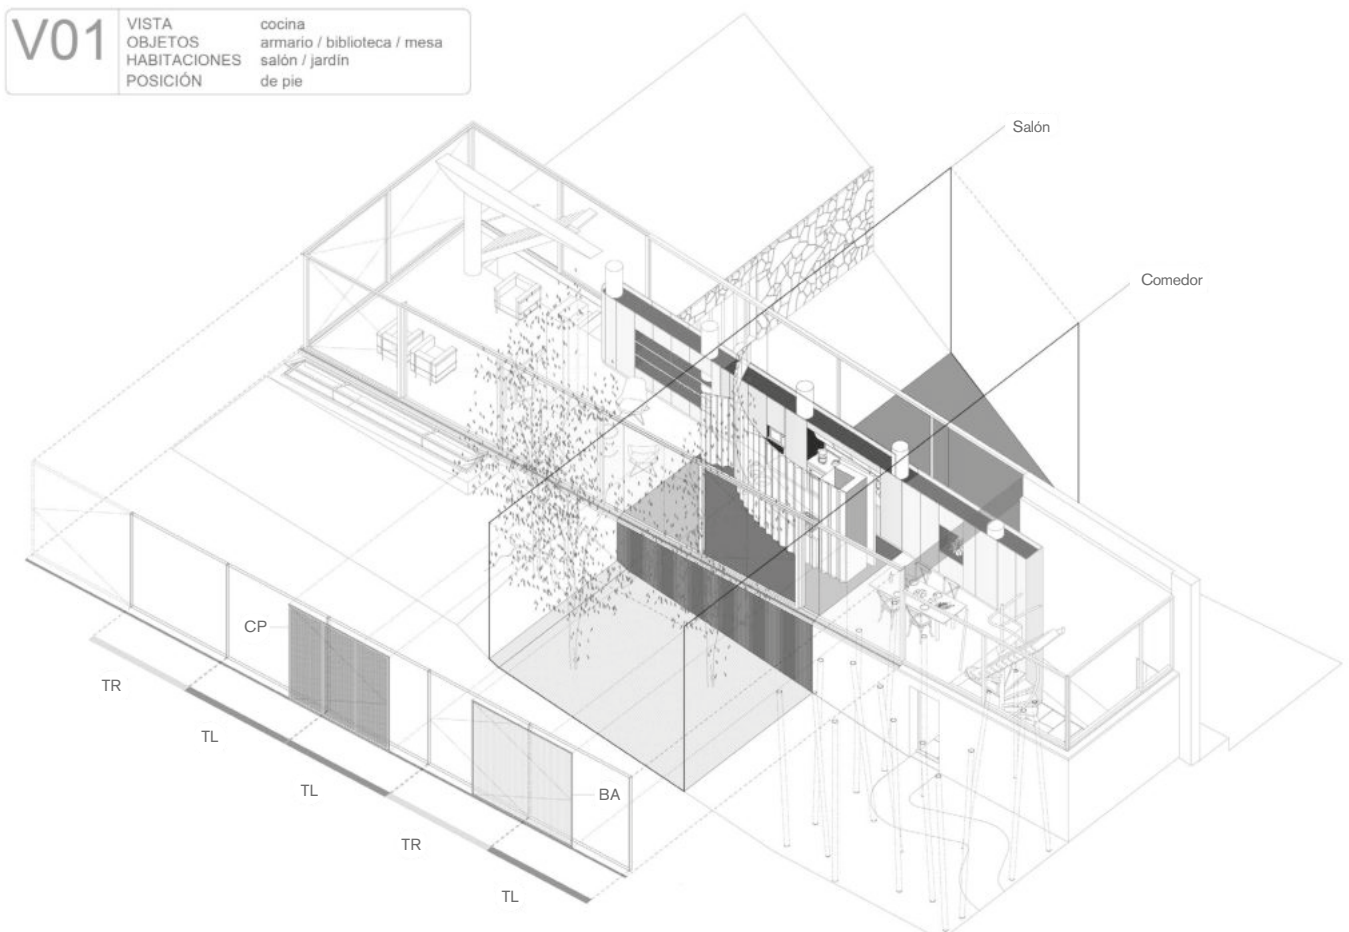 V01
VISTA cocina
OBJETOS armario / biblioteca / mesa
HABITACIONES salón / jardín
POSICIÓN de pie
Salón
Comedor
CP
TR
TL
TL
BA
TR
TL